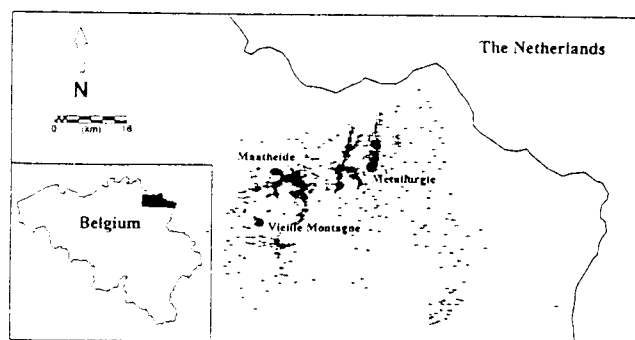 The Netherlands
N
0 (km) 16
Maatheide
Metallurgie
Belgium
Vieille Montagne